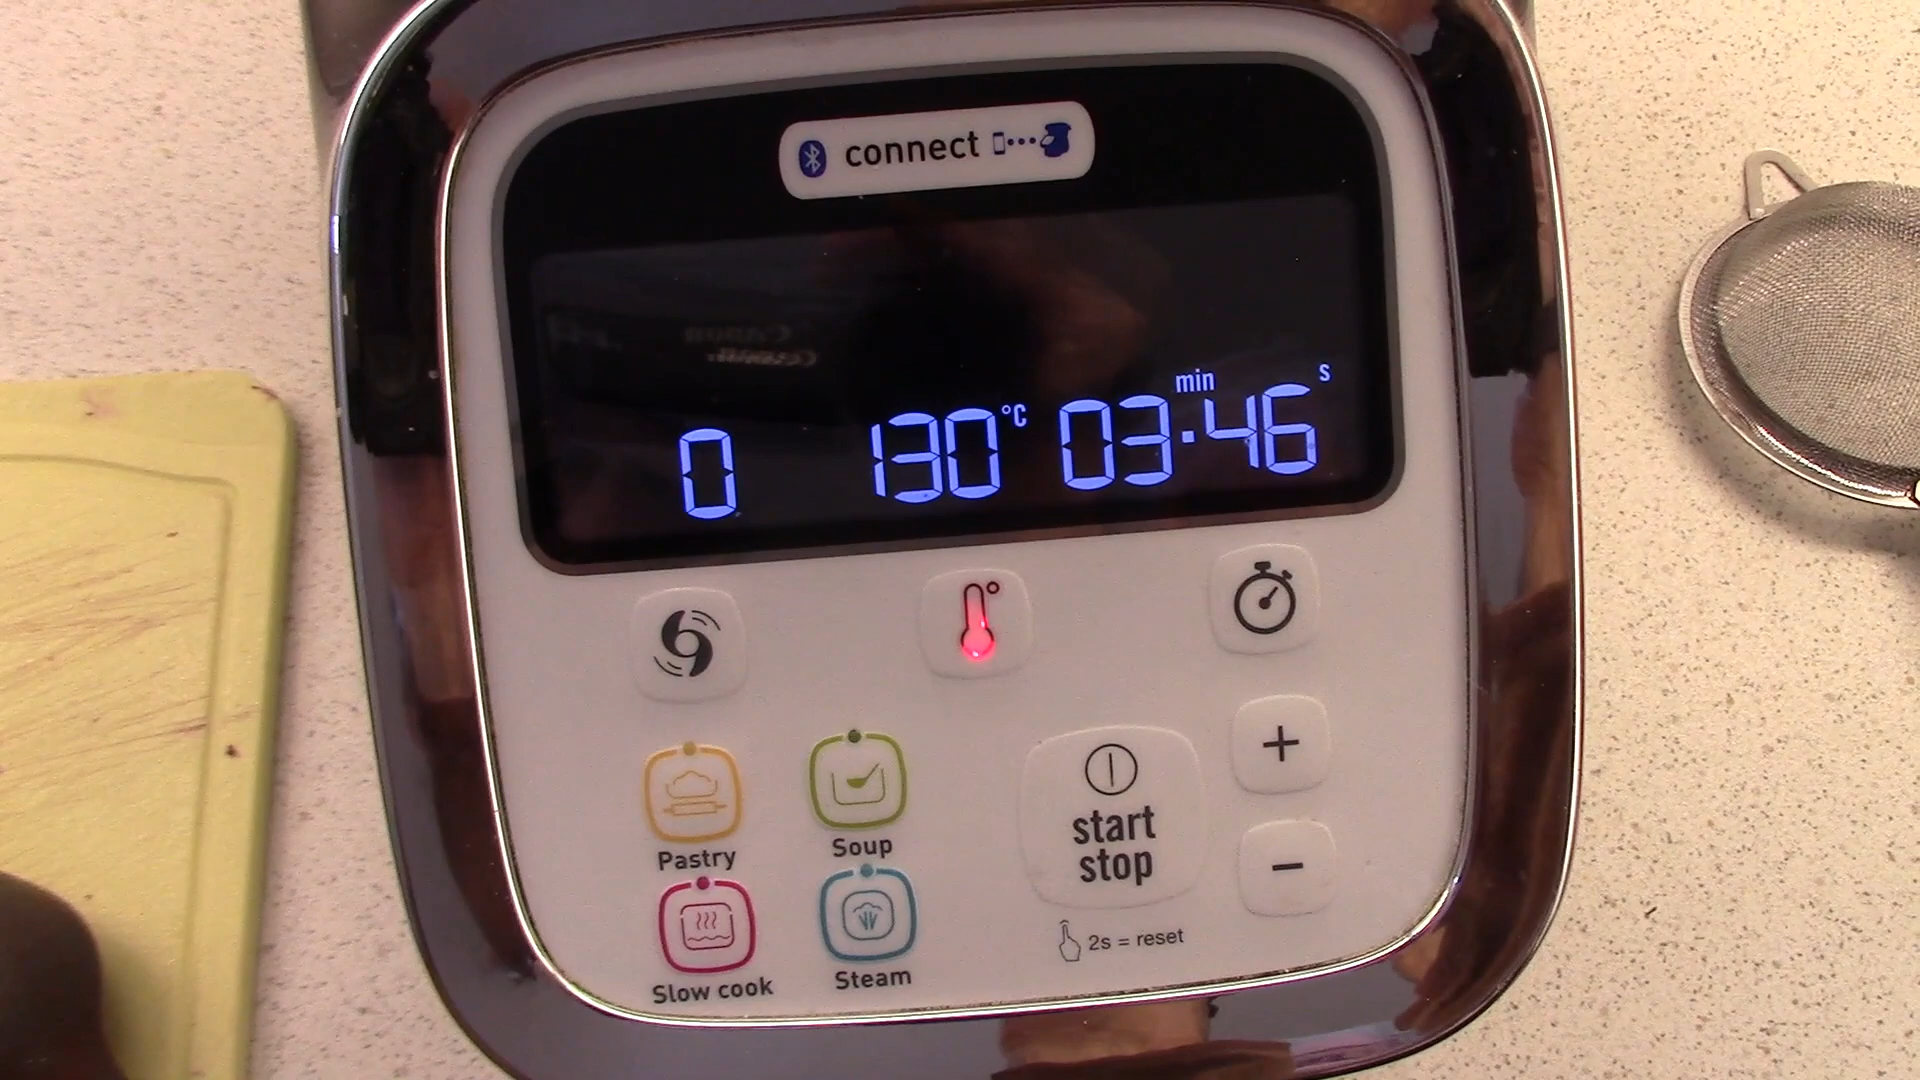 connect
min s
0 130°C 03·46
Pastry
Soup
start
stop
+
-
Slow cook
Steam
2s = reset